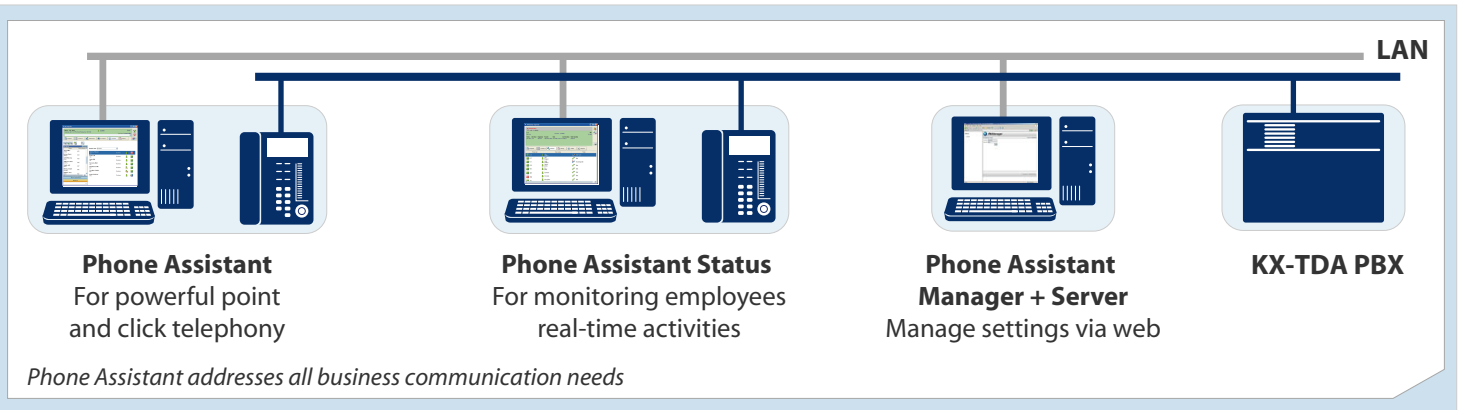 LAN
Phone Assistant
For powerful point
and click telephony
Phone Assistant Status
For monitoring employees
real-time activities
Phone Assistant
Manager + Server
Manage settings via web
KX-TDA PBX
Phone Assistant addresses all business communication needs